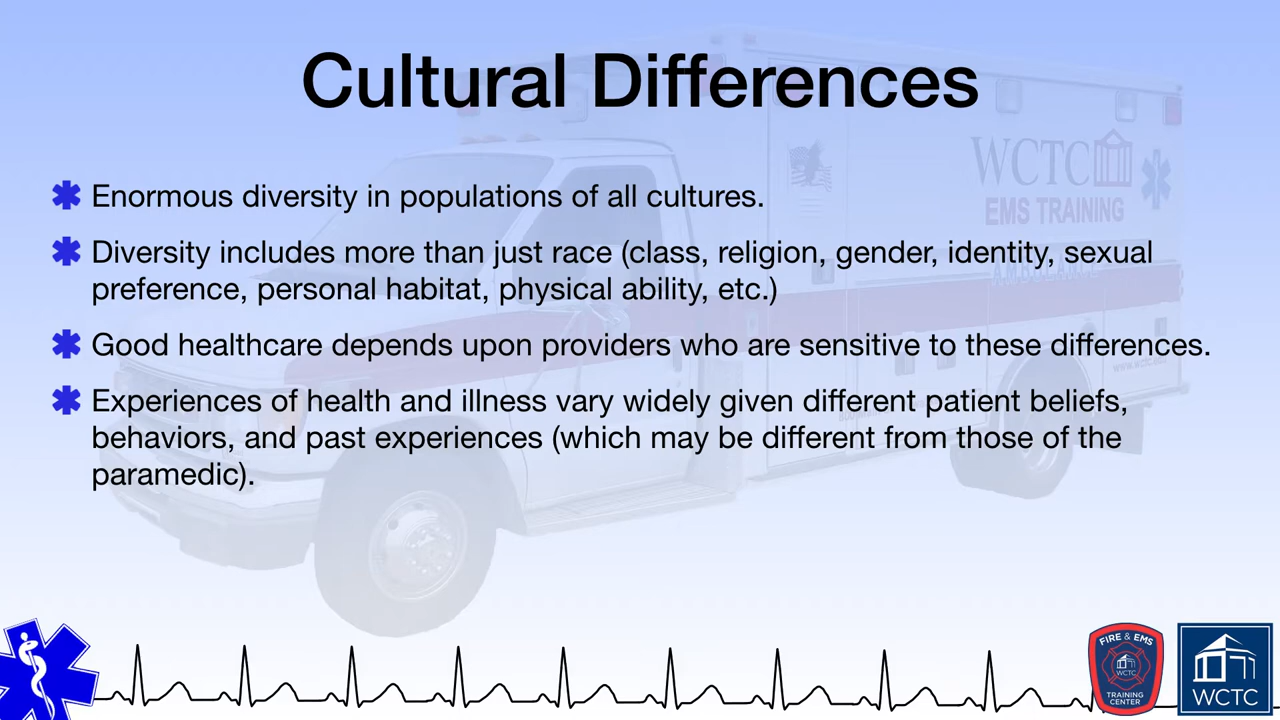 Cultural Differences
Enormous diversity in populations of all cultures.
Diversity includes more than just race (class, religion, gender, identity, sexual
preference, personal habitat, physical ability, etc.)
Good healthcare depends upon providers who are sensitive to these differences.
Experiences of health and illness vary widely given different patient beliefs,
behaviors, and past experiences (which may be different from those of the
paramedic).
WCTC
EMS TRAINING
AMBULANCE
FIRE & EMS
WCTC
TRAINING
CENTER
WCTC